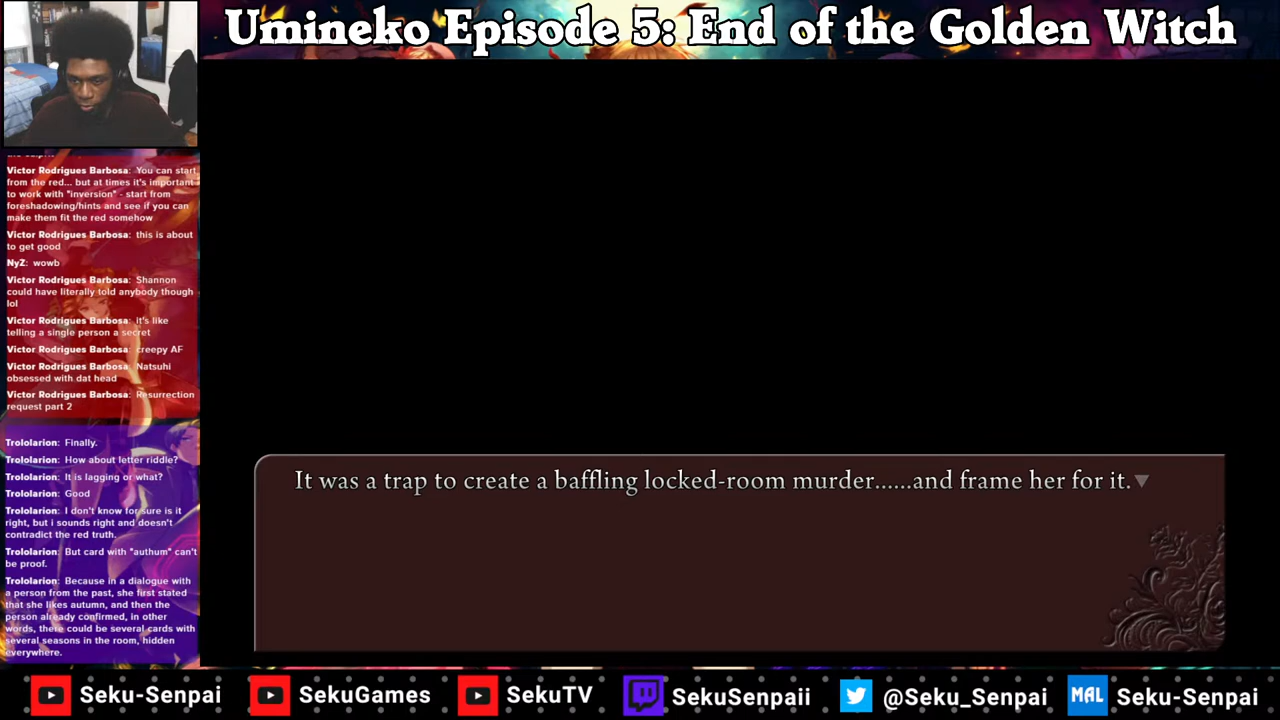 Umineko Episode 5: End of the Golden Witch
Victor Rodrigues Barbosa: You can start
from the red... but at times it's important
to work with "inversion" - start from
foreshadowing/hints and see if you can
make them fit the red somehow
Victor Rodrigues Barbosa: this is about
to get good
NyZ: wowb
Victor Rodrigues Barbosa: Shannon
could have literally told anybody though
lol
Victor Rodrigues Barbosa: it's like
telling a single person a secret
Victor Rodrigues Barbosa: creepy AF
Victor Rodrigues Barbosa: Natsuhi
obsessed with dat head
Victor Rodrigues Barbosa: Resurrection
request part 2
Trololarion: Finally.
Trololarion: How about letter riddle?
Trololarion: It is lagging or what?
Trololarion: Good
Trololarion: I don't know for sure is it
right, but i sounds right and doesn't
contradict the red truth.
Trololarion: But card with "authum" can't
be proof.
Trololarion: Because in a dialogue with
a person from the past, she first stated
that she likes autumn, and then the
person already confirmed, in other
words, there could be several cards with
several seasons in the room, hidden
everywhere.
It was a trap to create a baffling locked-room murder......and frame her for it.
Seku-Senpai
SekuGames
SekuTV
SekuSenpaii
@Seku_Senpai
MAL Seku-Senpai